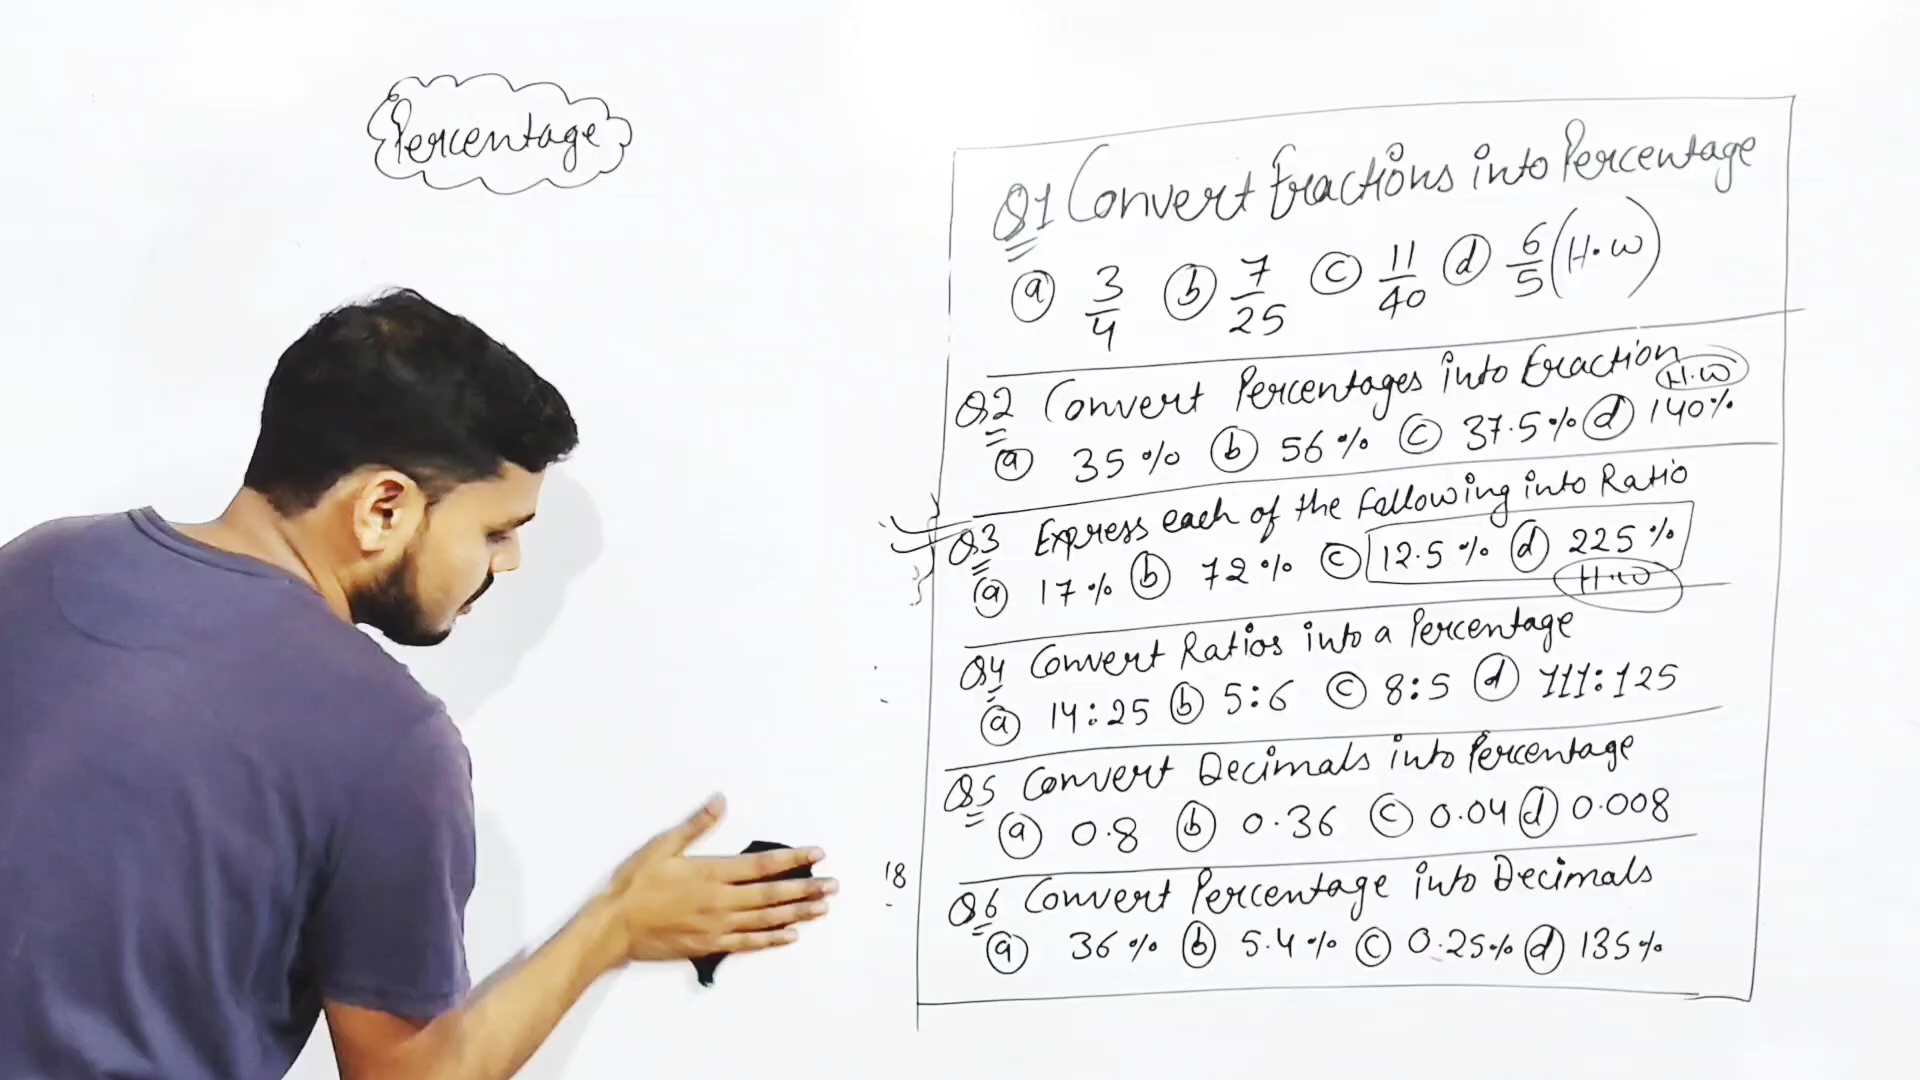 Percentage
Q1 Convert Fractions into Percentage
a 3/4 b 7/25 c 11/40 d 6/5 (H.W)
Q2 Convert Percentages into Fraction H.W
a 35% b 56% c 37.5% d 140%
Q3 Express each of the Following into Ratio
a 17% b 72% c 12.5% d 225%
H.W
Q4 Convert Ratios into a Percentage
a 14:25 b 5:6 c 8:5 d 111:125
Q5 Convert Decimals into Percentage
a 0.8 b 0.36 c 0.04 d 0.008
18
Q6 Convert Percentage into Decimals
a 36% b 5.4% c 0.25% d 135%